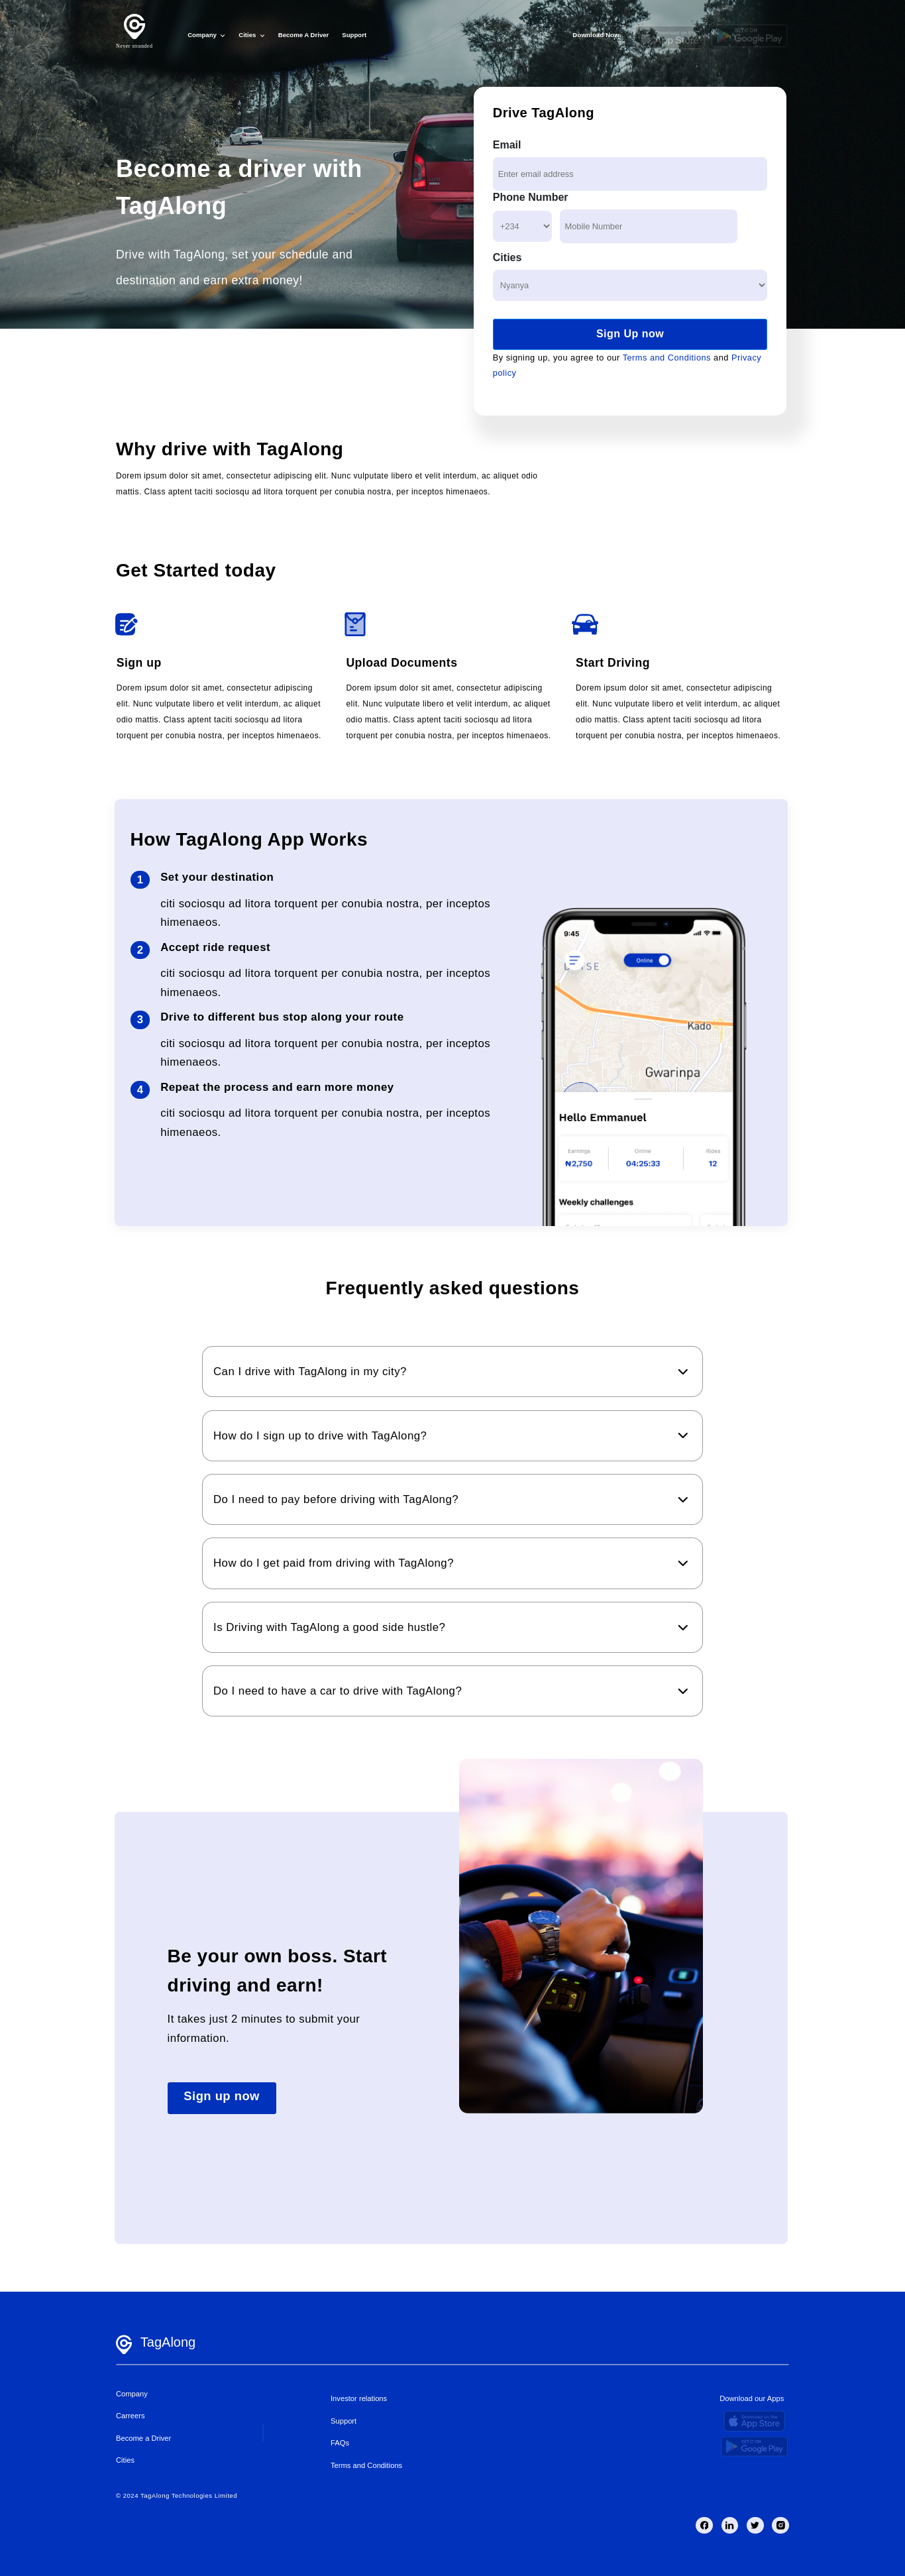 Never stranded
Company
Cities
Become A Driver
Support
Download Now
App Store
GET IT ON
Google Play
Become a driver with
TagAlong
Drive with TagAlong, set your schedule and
destination and earn extra money!
Drive TagAlong
Email
Enter email address
Phone Number
+234
Mobile Number
Cities
Nyanya
Sign Up now
By signing up, you agree to our Terms and Conditions and Privacy
policy
Why drive with TagAlong
Dorem ipsum dolor sit amet, consectetur adipiscing elit. Nunc vulputate libero et velit interdum, ac aliquet odio
mattis. Class aptent taciti sociosqu ad litora torquent per conubia nostra, per inceptos himenaeos.
Get Started today
Sign up
Dorem ipsum dolor sit amet, consectetur adipiscing
elit. Nunc vulputate libero et velit interdum, ac aliquet
odio mattis. Class aptent taciti sociosqu ad litora
torquent per conubia nostra, per inceptos himenaeos.
Upload Documents
Dorem ipsum dolor sit amet, consectetur adipiscing
elit. Nunc vulputate libero et velit interdum, ac aliquet
odio mattis. Class aptent taciti sociosqu ad litora
torquent per conubia nostra, per inceptos himenaeos.
Start Driving
Dorem ipsum dolor sit amet, consectetur adipiscing
elit. Nunc vulputate libero et velit interdum, ac aliquet
odio mattis. Class aptent taciti sociosqu ad litora
torquent per conubia nostra, per inceptos himenaeos.
How TagAlong App Works
1 Set your destination
citi sociosqu ad litora torquent per conubia nostra, per inceptos
himenaeos.
2 Accept ride request
citi sociosqu ad litora torquent per conubia nostra, per inceptos
himenaeos.
3 Drive to different bus stop along your route
citi sociosqu ad litora torquent per conubia nostra, per inceptos
himenaeos.
4 Repeat the process and earn more money
citi sociosqu ad litora torquent per conubia nostra, per inceptos
himenaeos.
9:45
Online
Kado
Gwarinpa
Hello Emmanuel
Earnings Online Rides
₦2,750 04:25:33 12
Weekly challenges
Frequently asked questions
Can I drive with TagAlong in my city?
How do I sign up to drive with TagAlong?
Do I need to pay before driving with TagAlong?
How do I get paid from driving with TagAlong?
Is Driving with TagAlong a good side hustle?
Do I need to have a car to drive with TagAlong?
Be your own boss. Start
driving and earn!
It takes just 2 minutes to submit your
information.
Sign up now
TagAlong
Company
Carreers
Become a Driver
Cities
Investor relations
Support
FAQs
Terms and Conditions
Download our Apps
Download on the
App Store
GET IT ON
Google Play
© 2024 TagAlong Technologies Limited